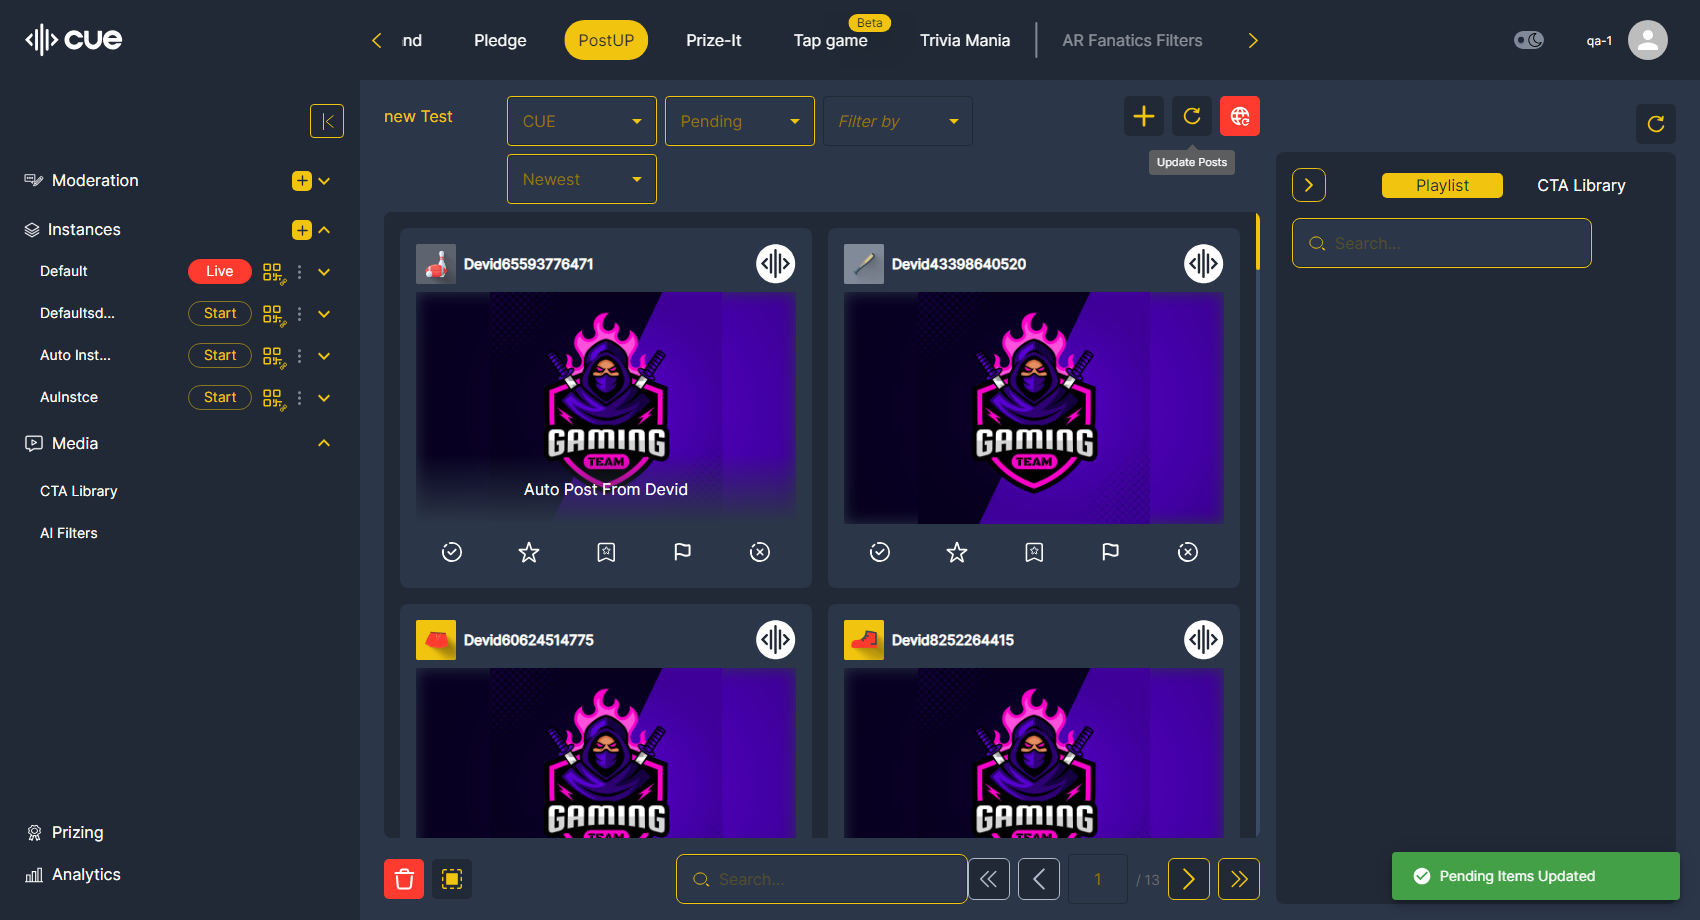 cue
nd
Pledge
PostUP
Prize-It
Tap game
Beta
Trivia Mania
AR Fanatics Filters
qa-1
new Test
CUE
Pending
Filter by
Newest
Update Posts
Moderation
Instances
Default
Live
Defaultsd...
Start
Auto Inst...
Start
AuInstce
Start
Media
CTA Library
AI Filters
Prizing
Analytics
Devid65593776471
GAMING
TEAM
Auto Post From Devid
Devid43398640520
GAMING
TEAM
Devid60624514775
GAMING
TEAM
Devid8252264415
GAMING
TEAM
Search...
1
/ 13
Playlist
CTA Library
Search...
Pending Items Updated